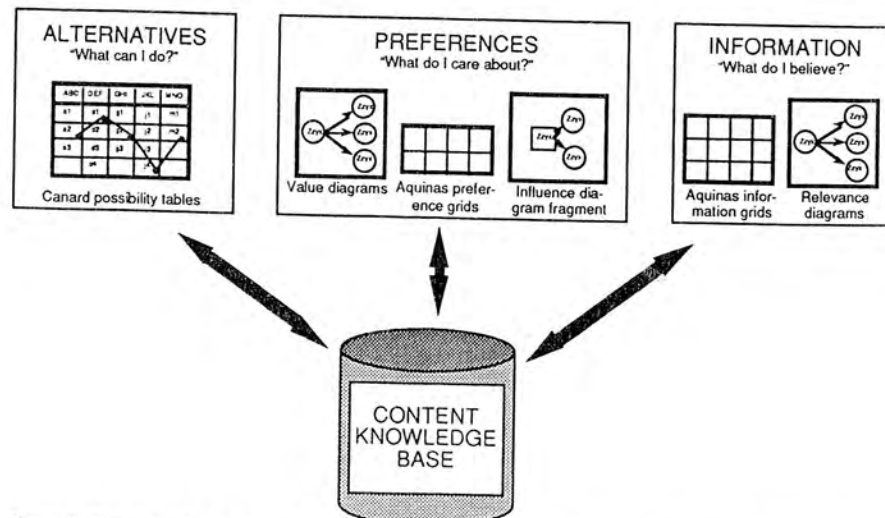 ALTERNATIVES
"What can I do?"
ABC DEF GHI JKL MNO
Canard possibility tables
PREFERENCES
"What do I care about?"
Value diagrams
Aquinas prefer-
ence grids
Influence dia-
gram fragment
INFORMATION
"What do I believe?"
Aquinas infor-
mation grids
Relevance
diagrams
CONTENT
KNOWLEDGE
BASE